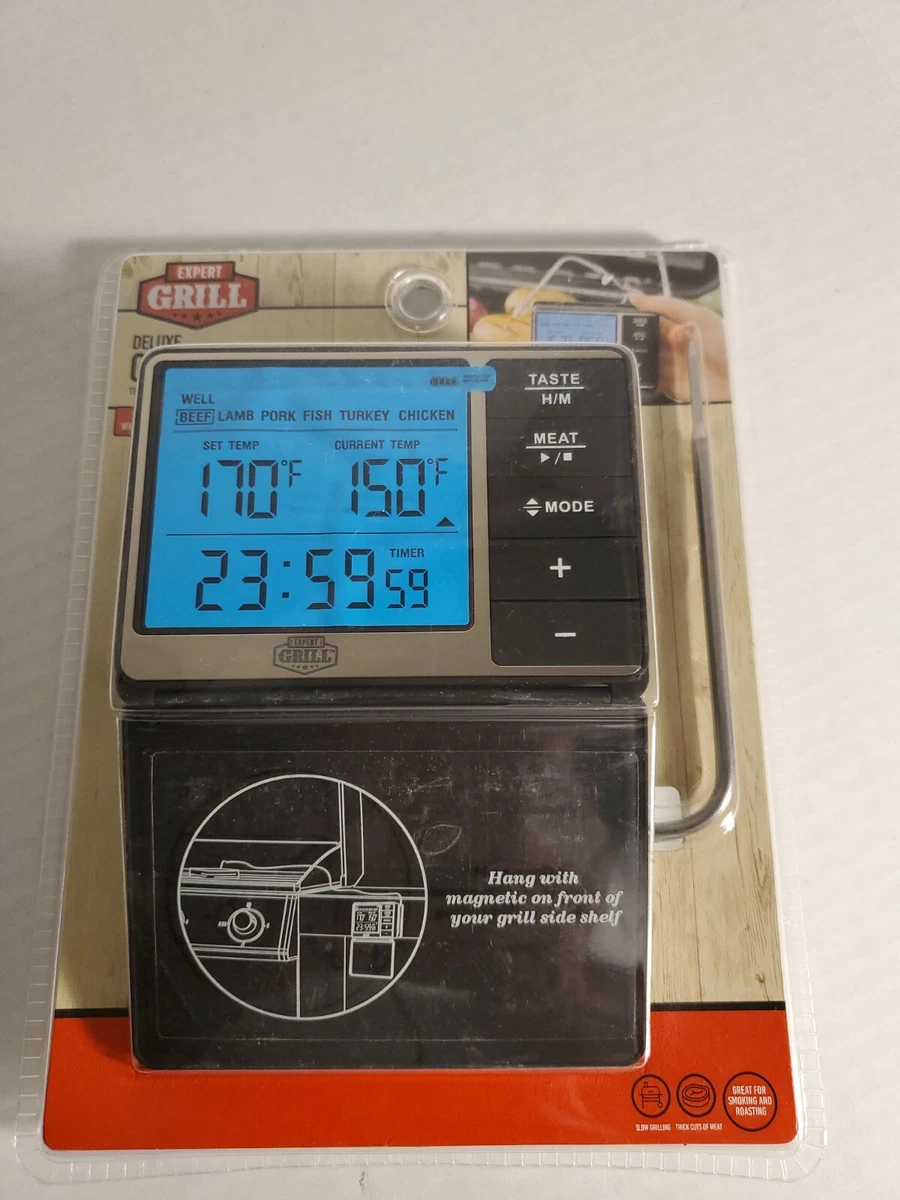 EXPERT
GRILL
DELUXE
WELL
BEEF LAMB PORK FISH TURKEY CHICKEN
SET TEMP CURRENT TEMP
170°F 150°F
TIMER
23:59 59
EXPERT
GRILL
TASTE
H/M
MEAT
▶/■
MODE
+
−
Hang with
magnetic on front of
your grill side shelf
SLOW GRILLING
THICK CUTS OF MEAT
GREAT FOR
SMOKING AND
ROASTING